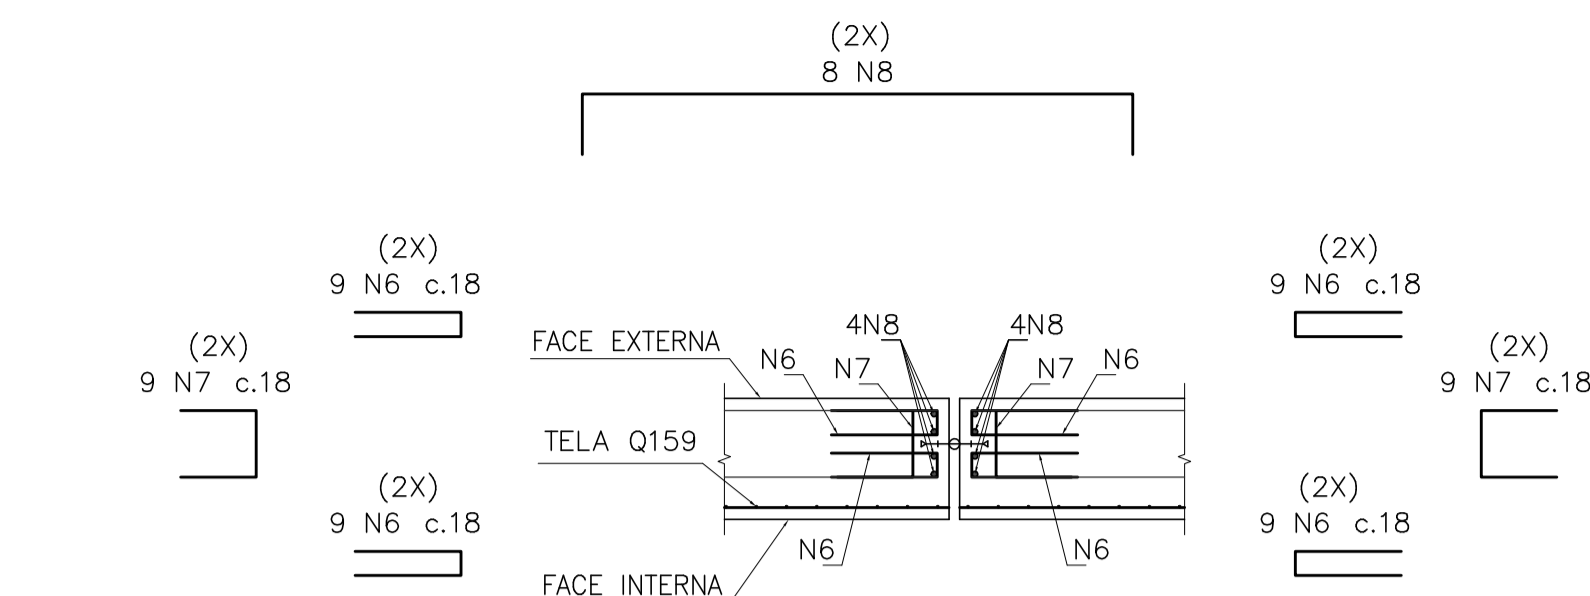 (2X)
8 N8
(2X)
9 N6 c.18
(2X)
9 N6 c.18
(2X)
9 N7 c.18
FACE EXTERNA
N6
N7
4N8
4N8
N7
N6
(2X)
9 N7 c.18
TELA Q159
(2X)
9 N6 c.18
N6
N6
(2X)
9 N6 c.18
FACE INTERNA